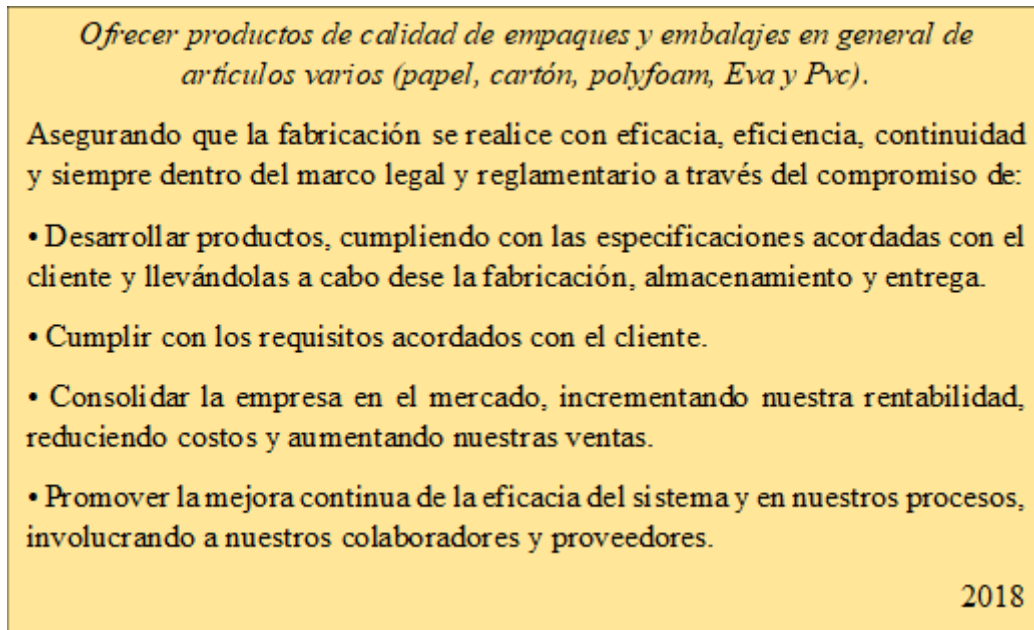 Ofrecer productos de calidad de empaques y embalajes en general de
artículos varios (papel, cartón, polyfoam, Eva y Pvc).
Asegurando que la fabricación se realice con eficacia, eficiencia, continuidad
y siempre dentro del marco legal y reglamentario a través del compromiso de:
• Desarrollar productos, cumpliendo con las especificaciones acordadas con el
cliente y llevándolas a cabo dese la fabricación, almacenamiento y entrega.
• Cumplir con los requisitos acordados con el cliente.
• Consolidar la empresa en el mercado, incrementando nuestra rentabilidad,
reduciendo costos y aumentando nuestras ventas.
• Promover la mejora continua de la eficacia del sistema y en nuestros procesos,
involucrando a nuestros colaboradores y proveedores.
2018